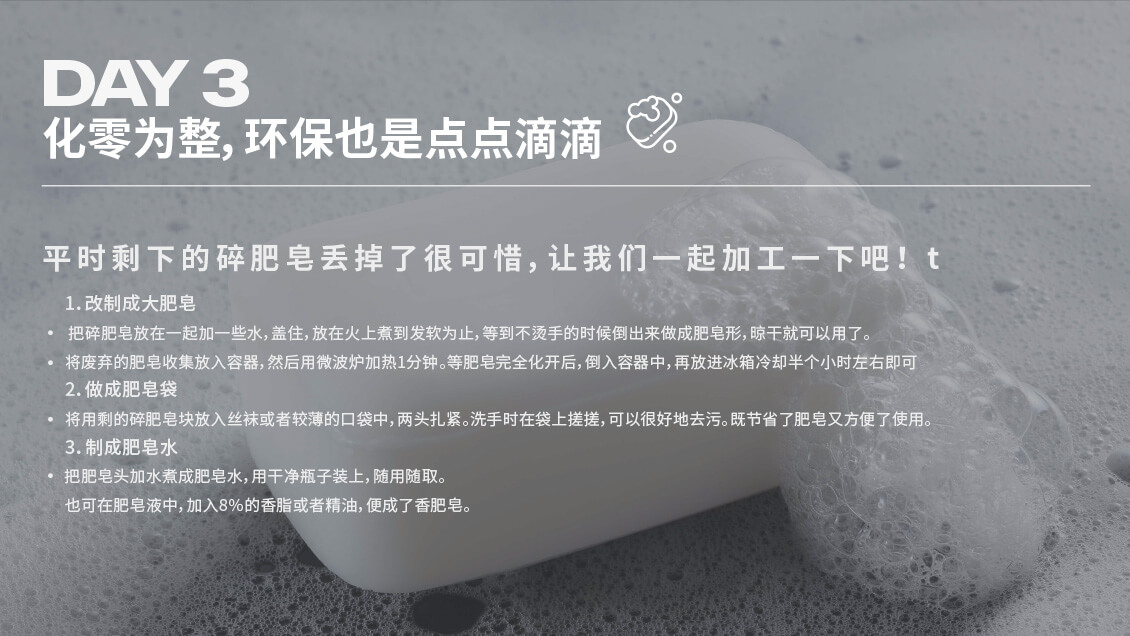 DAY 3
化零为整，环保也是点点滴滴
平时剩下的碎肥皂丢掉了很可惜，让我们一起加工一下吧！t
1.改制成大肥皂
• 把碎肥皂放在一起加一些水，盖住，放在火上煮到发软为止，等到不烫手的时候倒出来做成肥皂形，晾干就可以用了。
• 将废弃的肥皂收集放入容器，然后用微波炉加热1分钟。等肥皂完全化开后，倒入容器中，再放进冰箱冷却半个小时左右即可
2.做成肥皂袋
• 将用剩的碎肥皂块放入丝袜或者较薄的口袋中，两头扎紧。洗手时在袋上搓搓，可以很好地去污。既节省了肥皂又方便了使用。
3.制成肥皂水
• 把肥皂头加水煮成肥皂水，用干净瓶子装上，随用随取。
也可在肥皂液中，加入8%的香脂或者精油，便成了香肥皂。